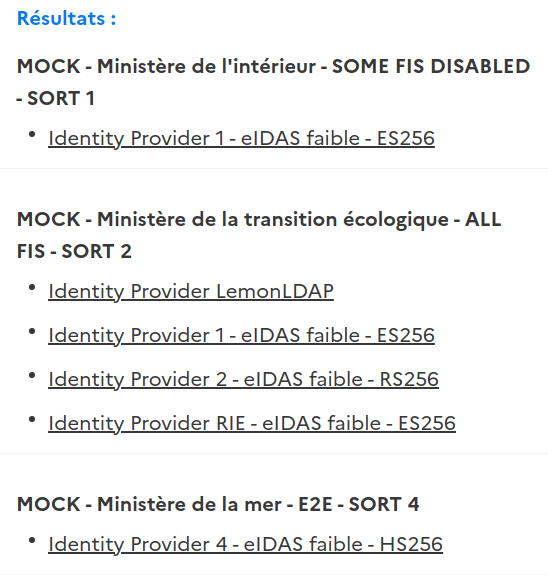 Résultats :
MOCK - Ministère de l'intérieur - SOME FIS DISABLED
- SORT 1
Identity Provider 1 - eIDAS faible - ES256
MOCK - Ministère de la transition écologique - ALL
FIS - SORT 2
Identity Provider LemonLDAP
Identity Provider 1 - eIDAS faible - ES256
Identity Provider 2 - eIDAS faible - RS256
Identity Provider RIE - eIDAS faible - ES256
MOCK - Ministère de la mer - E2E - SORT 4
Identity Provider 4 - eIDAS faible - HS256